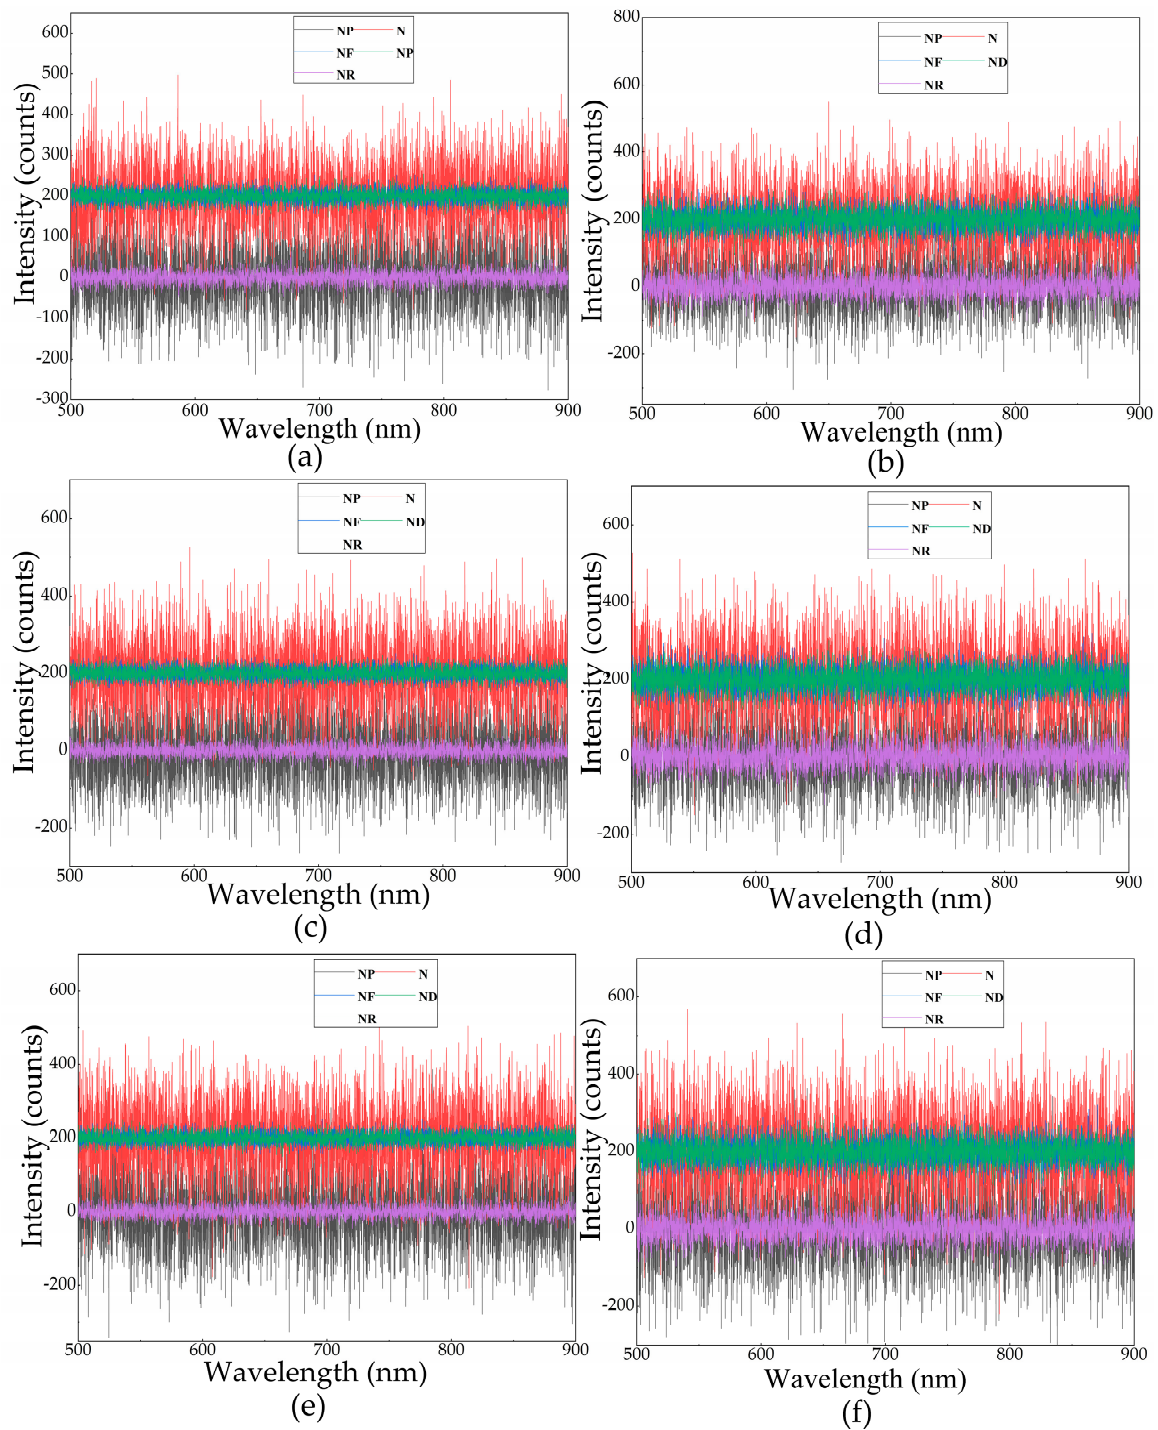 NP N
NF NP
NR
600
500
400
300
200
100
0
-100
-200
-300
500 600 700 800 900
Intensity (counts)
Wavelength (nm)
(a)
NP N
NF ND
NR
800
600
400
200
0
-200
500 600 700 800 900
Intensity (counts)
Wavelength (nm)
(b)
NP N
NF ND
NR
600
400
200
0
-200
500 600 700 800 900
Intensity (counts)
Wavelength (nm)
(c)
NP N
NF ND
NR
600
400
200
0
-200
500 600 700 800 900
Intensity (counts)
Wavelength (nm)
(d)
NP N
NF ND
NR
600
400
200
0
-200
500 600 700 800 900
Intensity (counts)
Wavelength (nm)
(e)
NP N
NF ND
NR
600
400
200
0
-200
500 600 700 800 900
Intensity (counts)
Wavelength (nm)
(f)